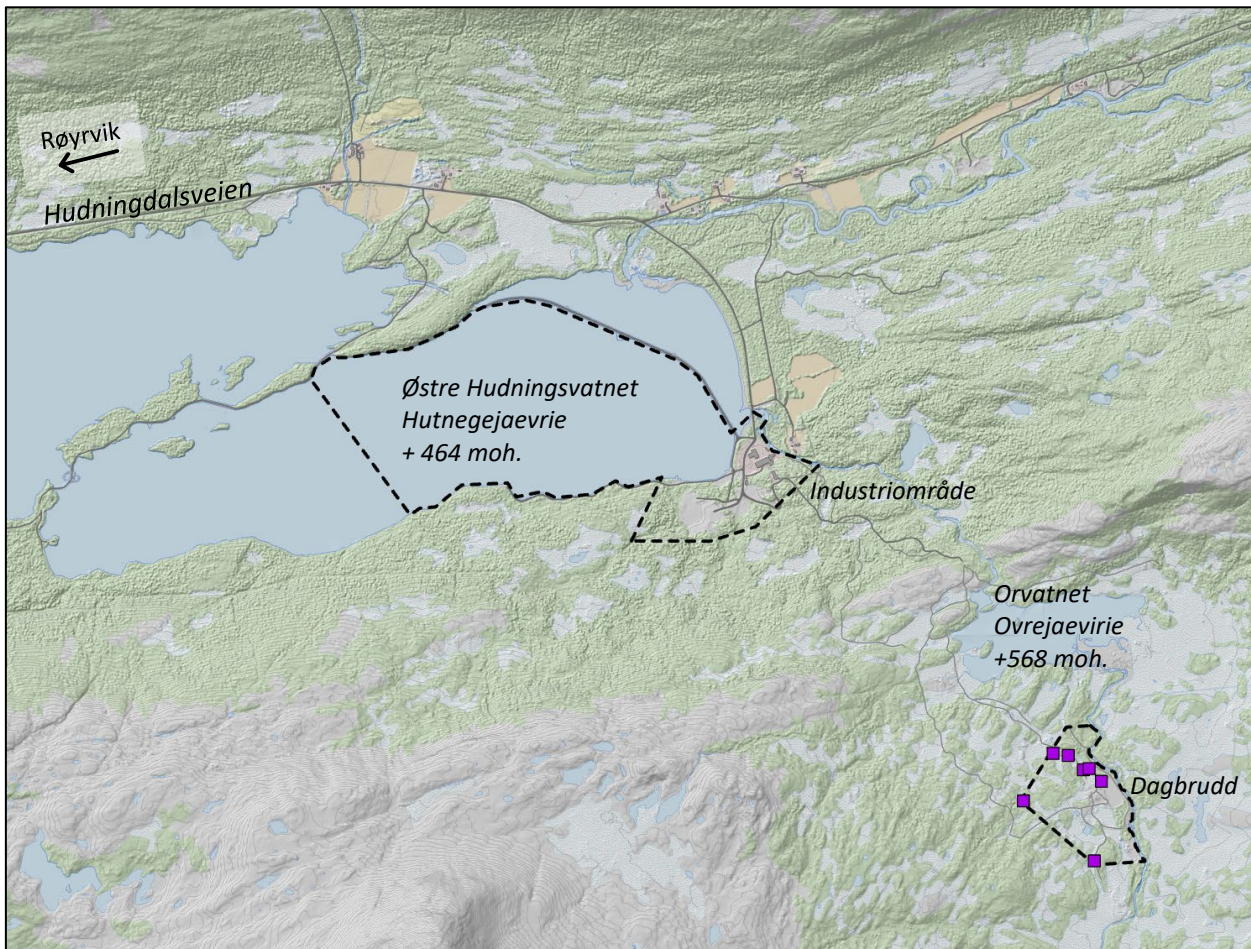 Røyrvik
Hudningdalsveien
Østre Hudningsvatnet
Hutnegejaevrie
+ 464 moh.
Industriområde
Orvatnet
Ovrejaevirie
+568 moh.
Dagbrudd